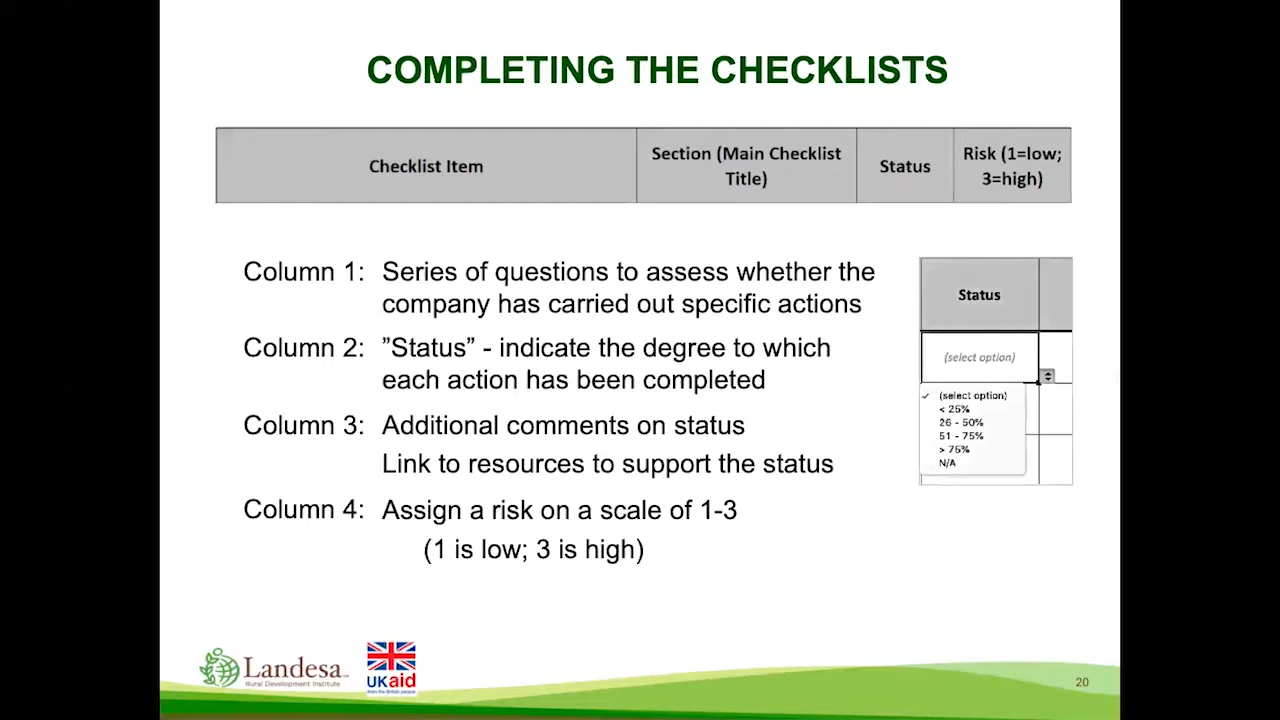 COMPLETING THE CHECKLISTS
Checklist Item
Section (Main Checklist
Title)
Status
Risk (1=low;
3=high)
Column 1: Series of questions to assess whether the
company has carried out specific actions
Column 2: ”Status” - indicate the degree to which
each action has been completed
Column 3: Additional comments on status
Link to resources to support the status
Column 4: Assign a risk on a scale of 1-3
(1 is low; 3 is high)
Status
(select option)
✓ (select option)
< 25%
26 - 50%
51 - 75%
> 75%
N/A
Landesa
Rural Development Institute
UKaid
from the British people
20